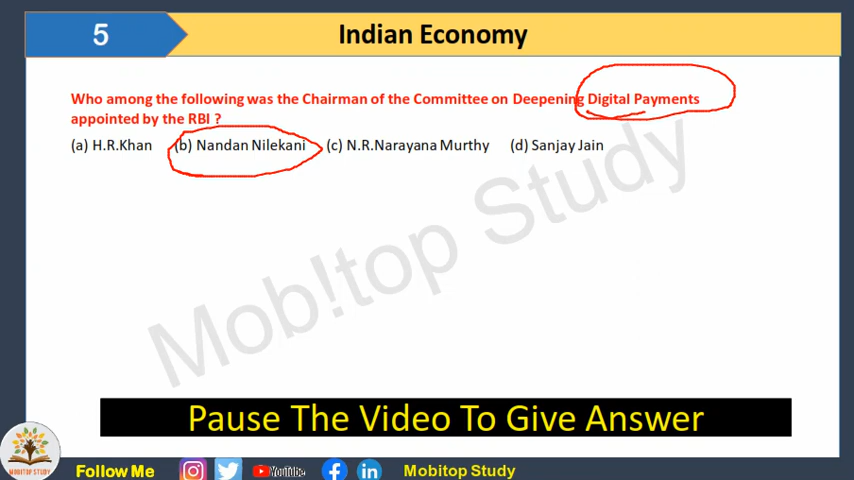 5
Indian Economy
Who among the following was the Chairman of the Committee on Deepening Digital Payments
appointed by the RBI ?
(a) H.R.Khan (b) Nandan Nilekani (c) N.R.Narayana Murthy (d) Sanjay Jain
Mob!top Study
Pause The Video To Give Answer
MOBITOP STUDY
Follow Me YouTube Mobitop Study